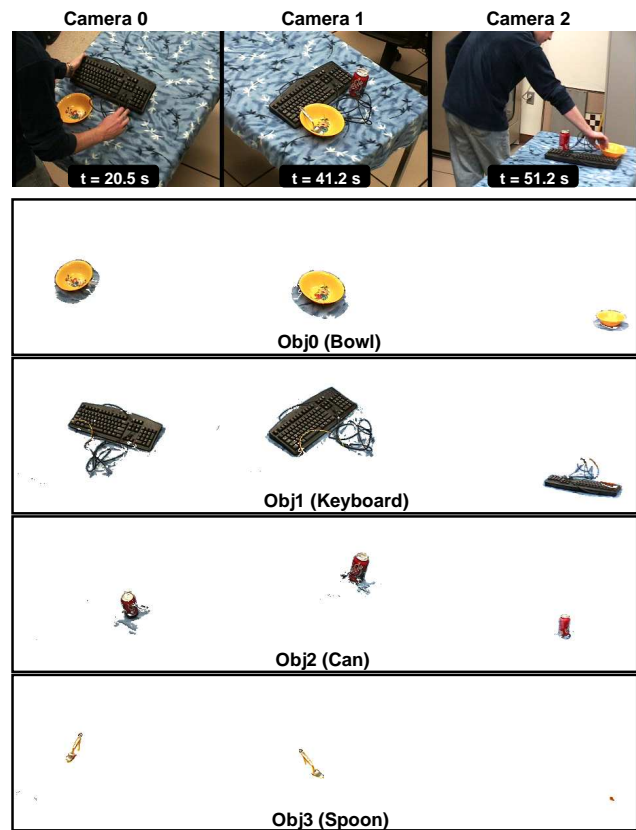 Camera 0 Camera 1 Camera 2
t = 20.5 s t = 41.2 s t = 51.2 s
Obj0 (Bowl)
Obj1 (Keyboard)
Obj2 (Can)
Obj3 (Spoon)